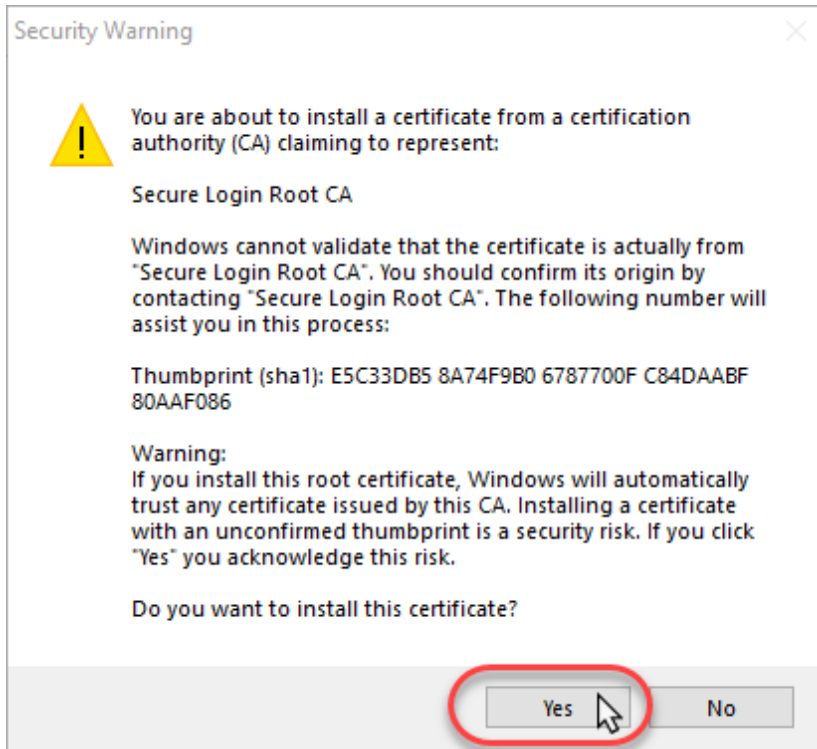 Security Warning
You are about to install a certificate from a certification
authority (CA) claiming to represent:
Secure Login Root CA
Windows cannot validate that the certificate is actually from
"Secure Login Root CA". You should confirm its origin by
contacting "Secure Login Root CA". The following number will
assist you in this process:
Thumbprint (sha1): E5C33DB5 8A74F9B0 6787700F C84DAABF
80AAF086
Warning:
If you install this root certificate, Windows will automatically
trust any certificate issued by this CA. Installing a certificate
with an unconfirmed thumbprint is a security risk. If you click
"Yes" you acknowledge this risk.
Do you want to install this certificate?
Yes No